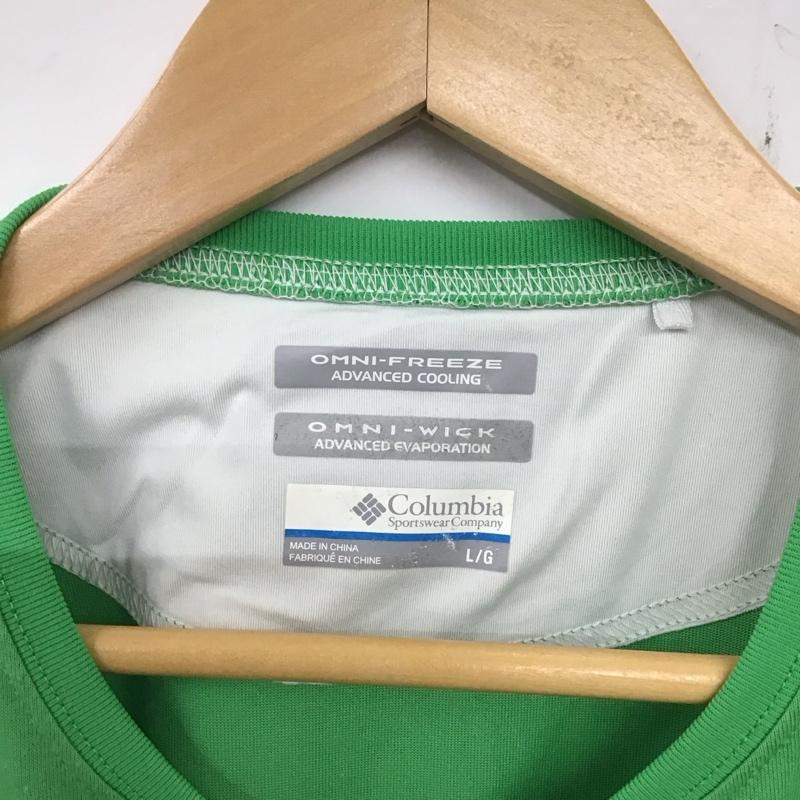 OMNI-FREEZE
ADVANCED COOLING
OMNI-WICK
ADVANCED EVAPORATION
Columbia
Sportswear Company
MADE IN CHINA
FABRIQUÉ EN CHINE
L/G